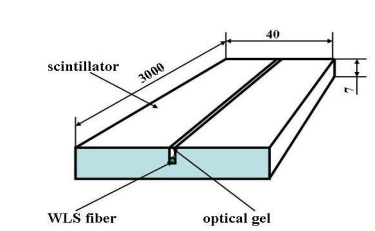 40
scintillator
3000
7
WLS fiber
optical gel